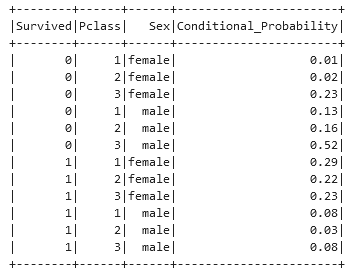 +--------+------+------+-----------------------+
|Survived|Pclass|   Sex|Conditional_Probability|
+--------+------+------+-----------------------+
|       0|     1|female|                   0.01|
|       0|     2|female|                   0.02|
|       0|     3|female|                   0.23|
|       0|     1|  male|                   0.13|
|       0|     2|  male|                   0.16|
|       0|     3|  male|                   0.52|
|       1|     1|female|                   0.29|
|       1|     2|female|                   0.22|
|       1|     3|female|                   0.23|
|       1|     1|  male|                   0.08|
|       1|     2|  male|                   0.03|
|       1|     3|  male|                   0.08|
+--------+------+------+-----------------------+